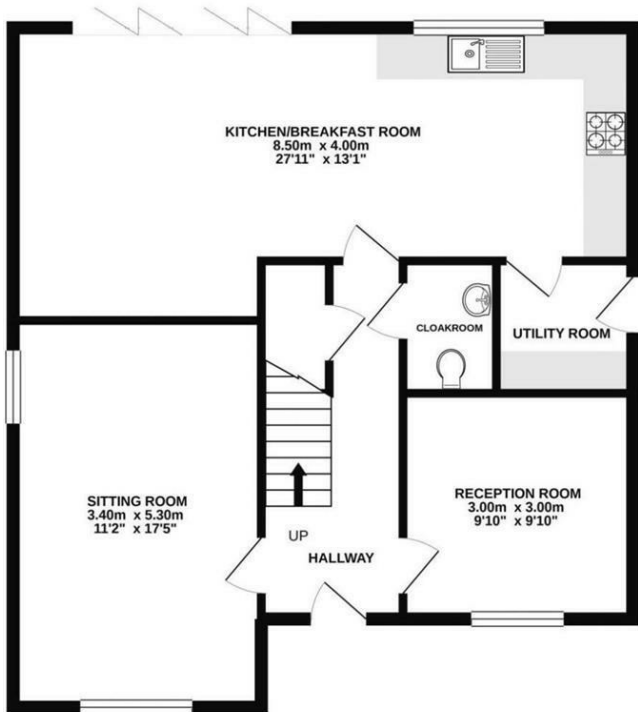 KITCHEN/BREAKFAST ROOM
8.50m x 4.00m
27'11" x 13'1"
CLOAKROOM
UTILITY ROOM
SITTING ROOM
3.40m x 5.30m
11'2" x 17'5"
RECEPTION ROOM
3.00m x 3.00m
9'10" x 9'10"
UP
HALLWAY